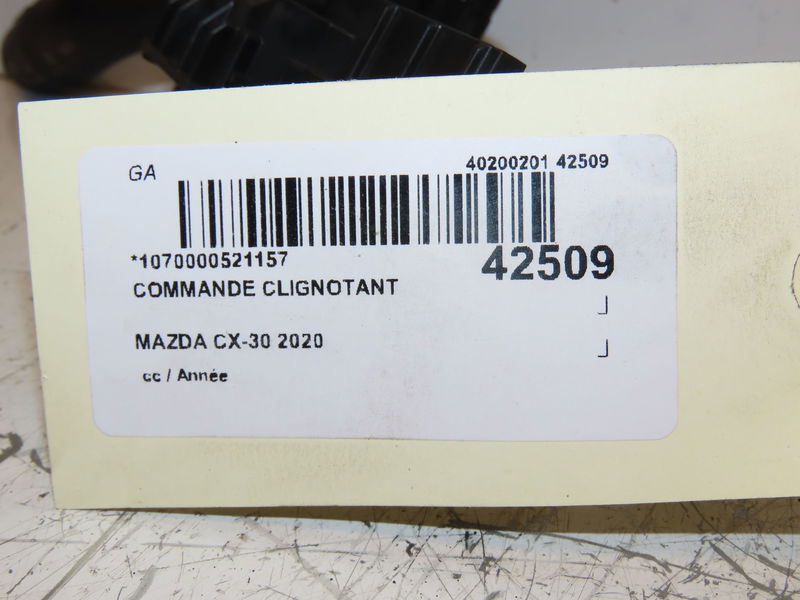 GA
40200201 42509
*1070000521157
42509
COMMANDE CLIGNOTANT
MAZDA CX-30 2020
cc / Année